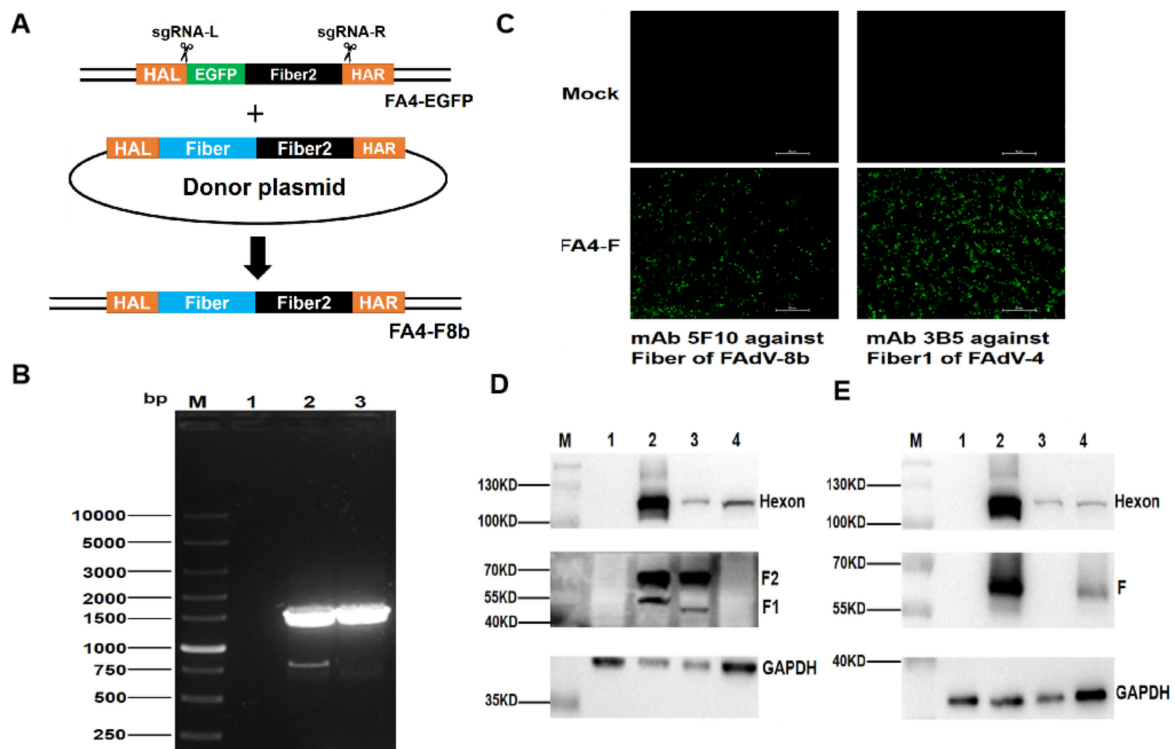 A
sgRNA-L
sgRNA-R
HAL
EGFP
Fiber2
HAR
FA4-EGFP
+
HAL
Fiber
Fiber2
HAR
Donor plasmid
HAL
Fiber
Fiber2
HAR
FA4-F8b
B
bp
M
1
2
3
10000
5000
3000
2000
1500
1000
750
500
250
C
Mock
FA4-F
mAb 5F10 against
Fiber of FAdV-8b
mAb 3B5 against
Fiber1 of FAdV-4
D
M
1
2
3
4
130KD
100KD
Hexon
70KD
55KD
40KD
F2
F1
35KD
GAPDH
E
M
1
2
3
4
130KD
100KD
Hexon
70KD
55KD
F
40KD
GAPDH